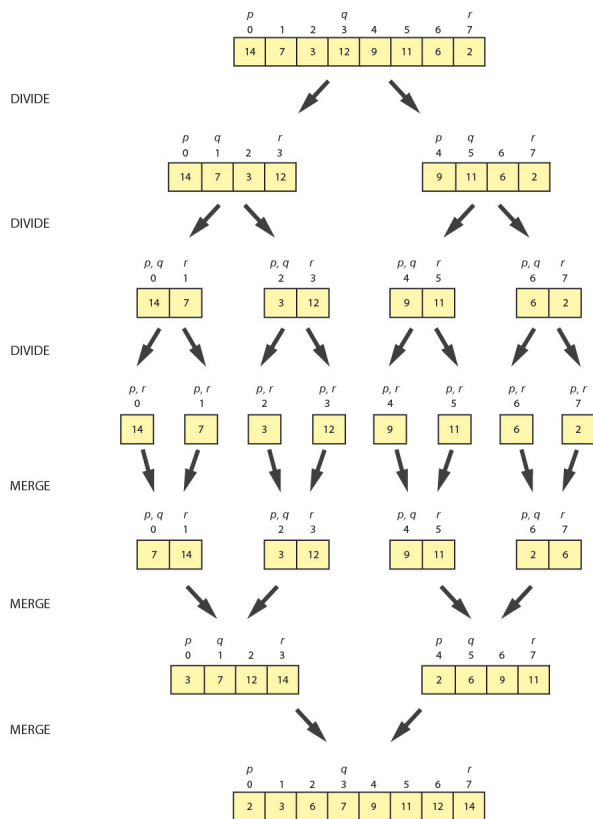 p q r
0 1 2 3 4 5 6 7
14 7 3 12 9 11 6 2
DIVIDE
p q r p q r
0 1 2 3 4 5 6 7
14 7 3 12 9 11 6 2
DIVIDE
p, q r p, q r p, q r p, q r
0 1 2 3 4 5 6 7
14 7 3 12 9 11 6 2
DIVIDE
p, r p, r p, r p, r p, r p, r p, r p, r
0 1 2 3 4 5 6 7
14 7 3 12 9 11 6 2
MERGE
p, q r p, q r p, q r p, q r
0 1 2 3 4 5 6 7
7 14 3 12 9 11 2 6
MERGE
p q r p q r
0 1 2 3 4 5 6 7
3 7 12 14 2 6 9 11
MERGE
p q r
0 1 2 3 4 5 6 7
2 3 6 7 9 11 12 14